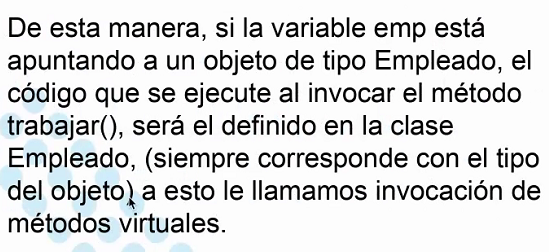 De esta manera, si la variable emp está
apuntando a un objeto de tipo Empleado, el
código que se ejecute al invocar el método
trabajar(), será el definido en la clase
Empleado, (siempre corresponde con el tipo
del objeto) a esto le llamamos invocación de
métodos virtuales.